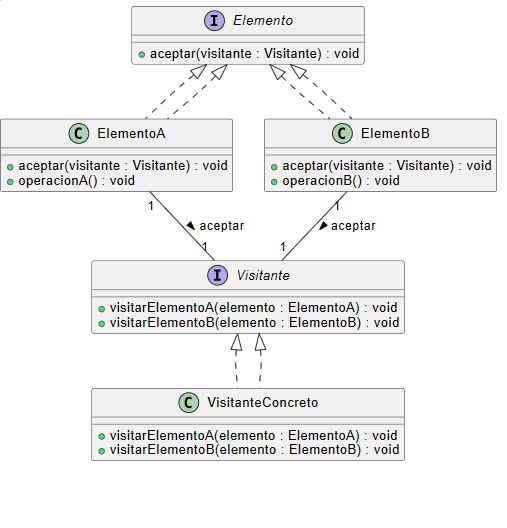 I Elemento
aceptar(visitante : Visitante) : void
C ElementoA
aceptar(visitante : Visitante) : void
operacionA() : void
C ElementoB
aceptar(visitante : Visitante) : void
operacionB() : void
1
1
aceptar
aceptar
1
1
I Visitante
visitarElementoA(elemento : ElementoA) : void
visitarElementoB(elemento : ElementoB) : void
C VisitanteConcreto
visitarElementoA(elemento : ElementoA) : void
visitarElementoB(elemento : ElementoB) : void